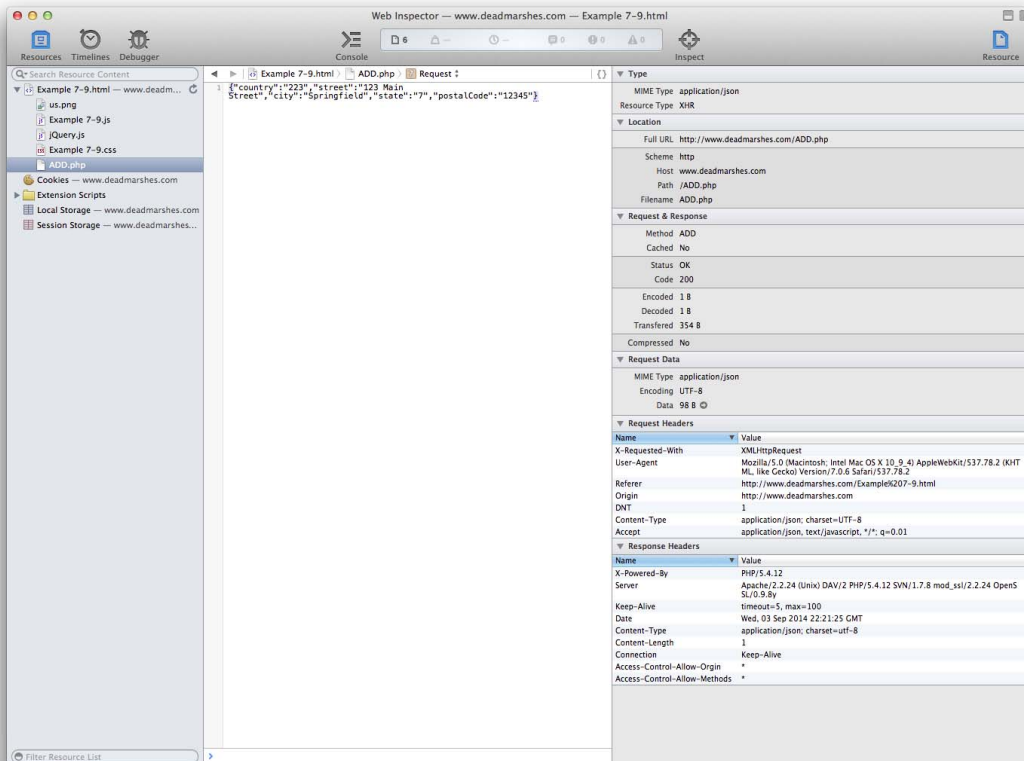 Web Inspector — www.deadmarshes.com — Example 7-9.html
Resources Timelines Debugger
Console
6 — — 0 0 0
Inspect
Resource
Search Resource Content
Example 7-9.html — www.deadm...
us.png
Example 7-9.js
jQuery.js
Example 7-9.css
ADD.php
Cookies — www.deadmarshes.com
Extension Scripts
Local Storage — www.deadmarshes.com
Session Storage — www.deadmarshes...
Filter Resource List
Example 7-9.html ADD.php Request {}
1 {"country":"223","street":"123 Main
Street","city":"Springfield","state":"7","postalCode":"12345"}
Type
MIME Type application/json
Resource Type XHR
Location
Full URL http://www.deadmarshes.com/ADD.php
Scheme http
Host www.deadmarshes.com
Path /ADD.php
Filename ADD.php
Request & Response
Method ADD
Cached No
Status OK
Code 200
Encoded 1 B
Decoded 1 B
Transfered 354 B
Compressed No
Request Data
MIME Type application/json
Encoding UTF-8
Data 98 B
Request Headers
Name Value
X-Requested-With XMLHttpRequest
User-Agent Mozilla/5.0 (Macintosh; Intel Mac OS X 10_9_4) AppleWebKit/537.78.2 (KHT
ML, like Gecko) Version/7.0.6 Safari/537.78.2
Referer http://www.deadmarshes.com/Example%207-9.html
Origin http://www.deadmarshes.com
DNT 1
Content-Type application/json; charset=UTF-8
Accept application/json, text/javascript, */*; q=0.01
Response Headers
Name Value
X-Powered-By PHP/5.4.12
Server Apache/2.2.24 (Unix) DAV/2 PHP/5.4.12 SVN/1.7.8 mod_ssl/2.2.24 OpenS
SL/0.9.8y
Keep-Alive timeout=5, max=100
Date Wed, 03 Sep 2014 22:21:25 GMT
Content-Type application/json; charset=utf-8
Content-Length 1
Connection Keep-Alive
Access-Control-Allow-Orgin *
Access-Control-Allow-Methods *